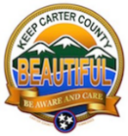 KEEP CARTER COUNTY
BEAUTIFUL
BE AWARE AND CARE